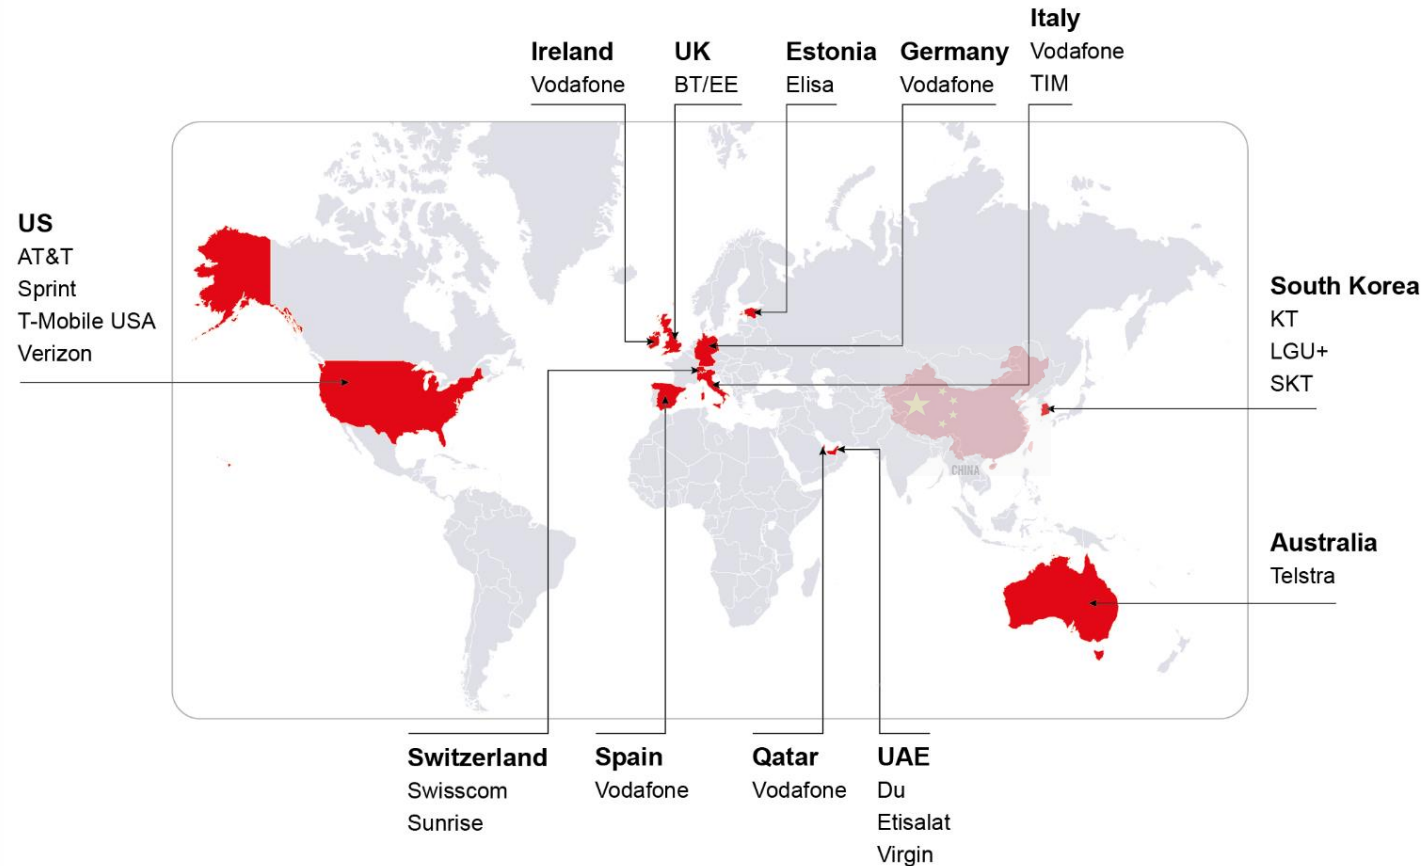 Italy
Vodafone
TIM
Ireland
Vodafone
UK
BT/EE
Estonia
Elisa
Germany
Vodafone
US
AT&T
Sprint
T-Mobile USA
Verizon
South Korea
KT
LGU+
SKT
CHINA
Australia
Telstra
Switzerland
Swisscom
Sunrise
Spain
Vodafone
Qatar
Vodafone
UAE
Du
Etisalat
Virgin